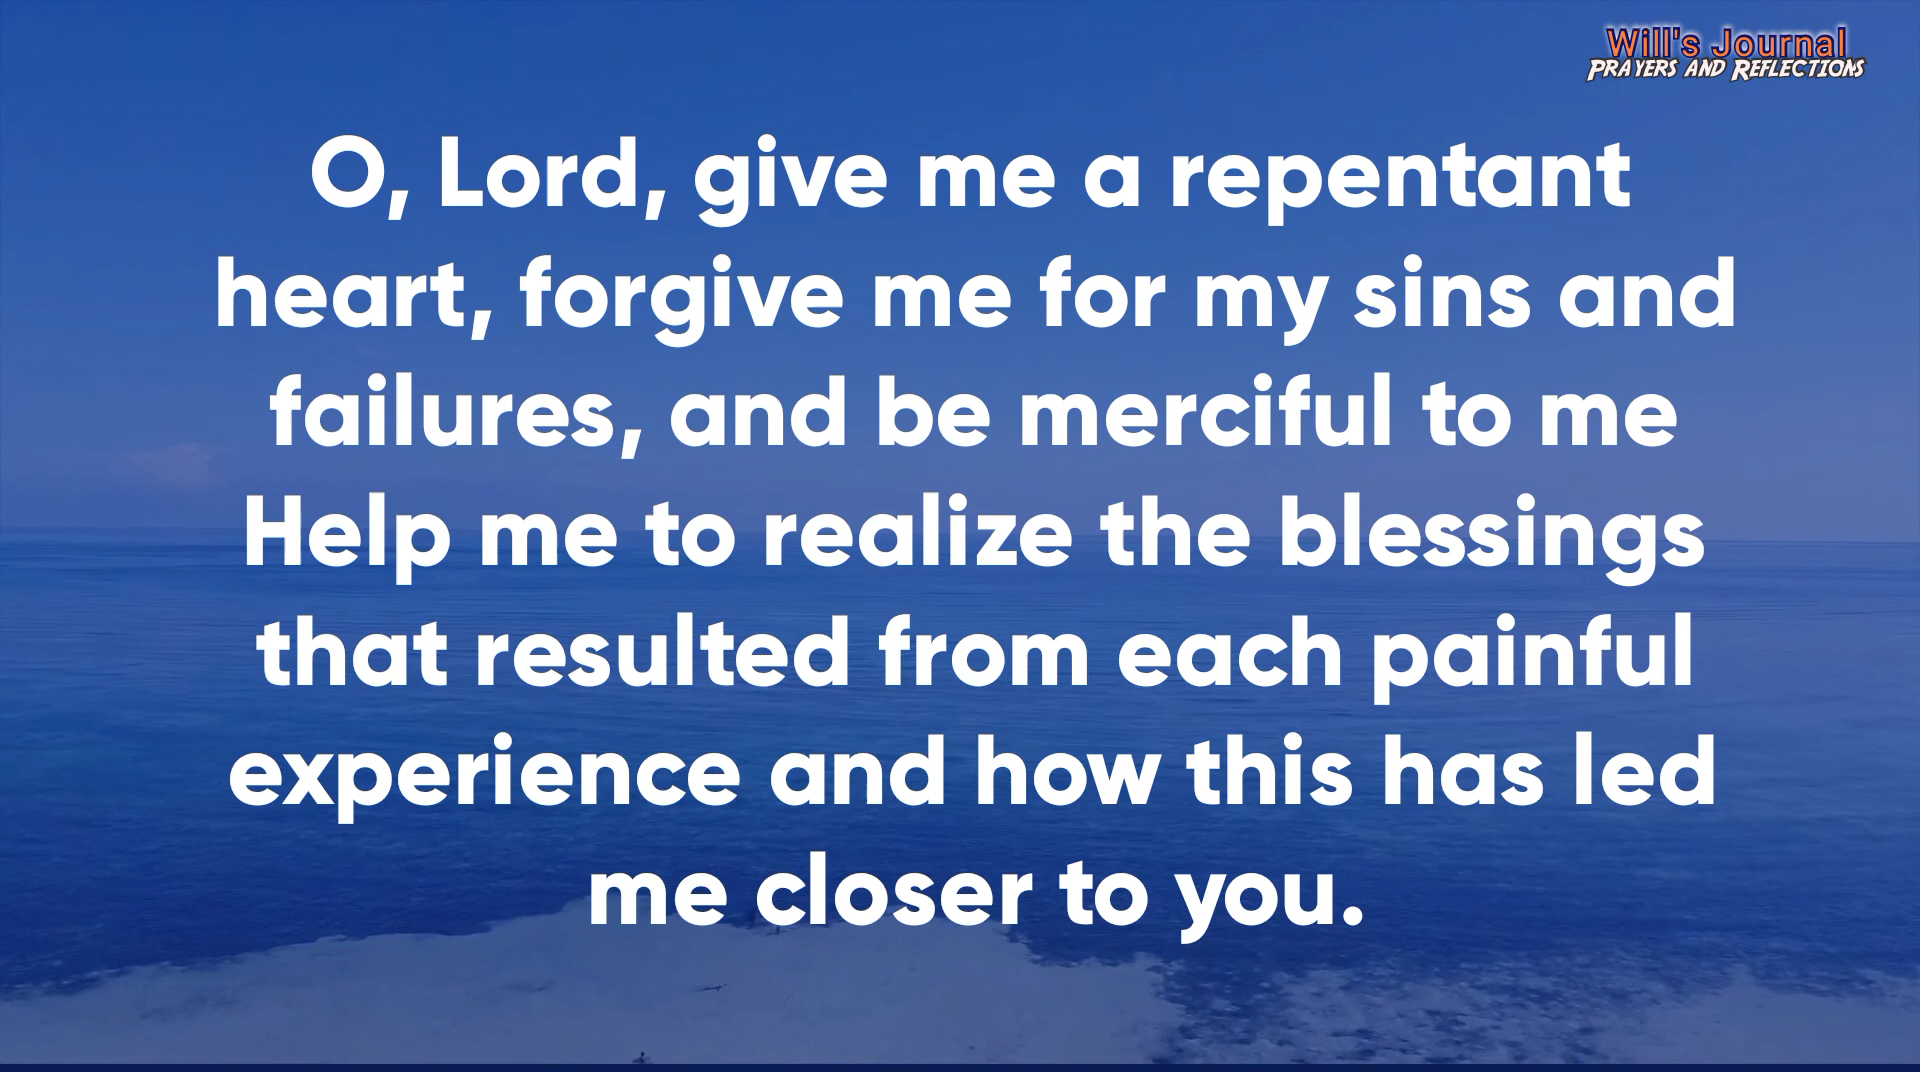 Will's Journal
Prayers and Reflections
O, Lord, give me a repentant
heart, forgive me for my sins and
failures, and be merciful to me
Help me to realize the blessings
that resulted from each painful
experience and how this has led
me closer to you.